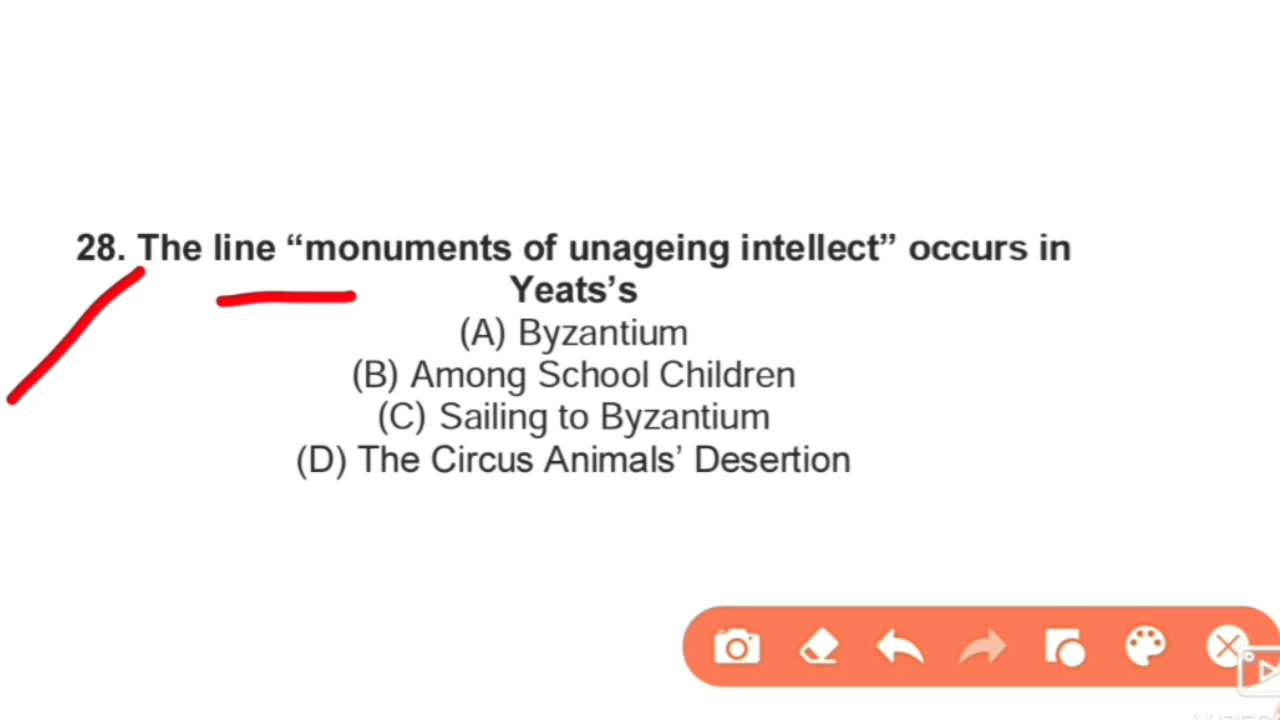 28. The line “monuments of unageing intellect” occurs in
Yeats’s
(A) Byzantium
(B) Among School Children
(C) Sailing to Byzantium
(D) The Circus Animals’ Desertion